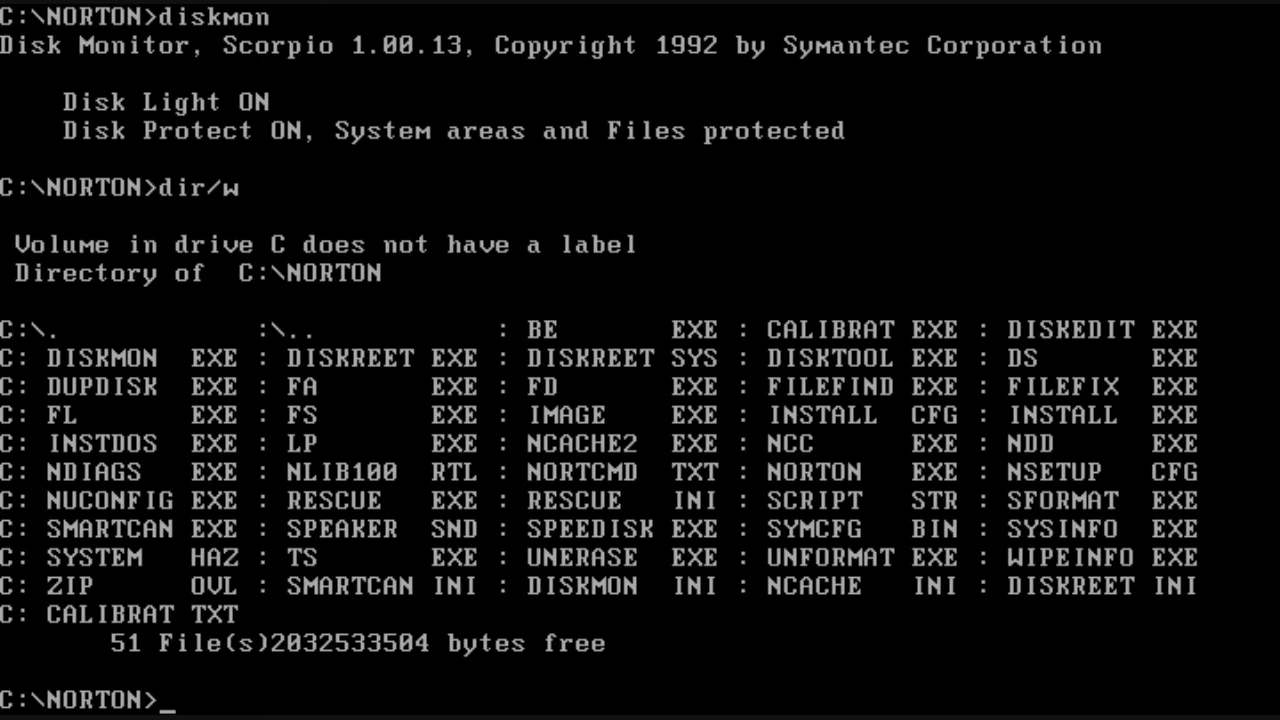 C:\NORTON>diskmon
Disk Monitor, Scorpio 1.00.13, Copyright 1992 by Symantec Corporation
Disk Light ON
Disk Protect ON, System areas and Files protected
C:\NORTON>dir/w
Volume in drive C does not have a label
Directory of  C:\NORTON
C:\.             :\..            : BE       EXE : CALIBRAT EXE : DISKEDIT EXE
C: DISKMON  EXE : DISKREET EXE : DISKREET SYS : DISKTOOL EXE : DS       EXE
C: DUPDISK  EXE : FA       EXE : FD       EXE : FILEFIND EXE : FILEFIX  EXE
C: FL       EXE : FS       EXE : IMAGE    EXE : INSTALL  CFG : INSTALL  EXE
C: INSTDOS  EXE : LP       EXE : NCACHE2  EXE : NCC      EXE : NDD      EXE
C: NDIAGS   EXE : NLIB100  RTL : NORTCMD  TXT : NORTON   EXE : NSETUP   CFG
C: NUCONFIG EXE : RESCUE   EXE : RESCUE   INI : SCRIPT   STR : SFORMAT  EXE
C: SMARTCAN EXE : SPEAKER  SND : SPEEDISK EXE : SYMCFG   BIN : SYSINFO  EXE
C: SYSTEM   HAZ : TS       EXE : UNERASE  EXE : UNFORMAT EXE : WIPEINFO EXE
C: ZIP      OVL : SMARTCAN INI : DISKMON  INI : NCACHE   INI : DISKREET INI
C: CALIBRAT TXT
51 File(s)2032533504 bytes free
C:\NORTON>_